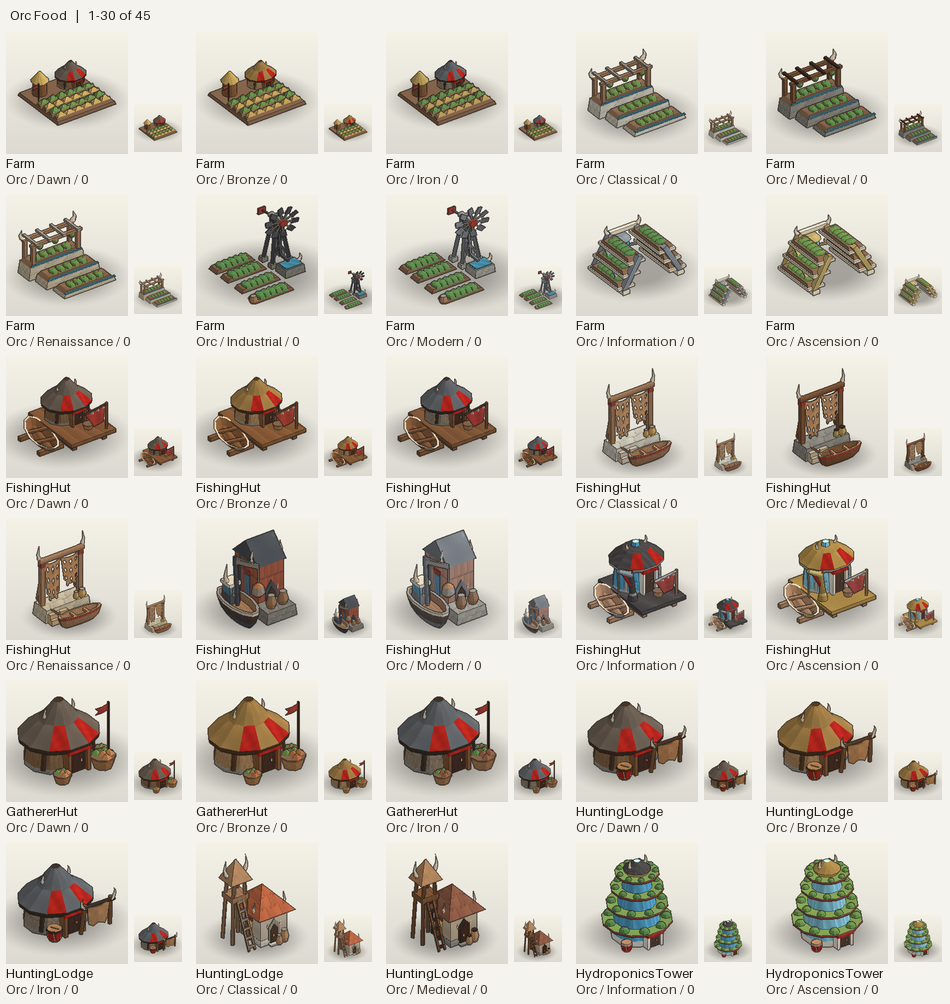 Orc Food | 1-30 of 45
Farm
Orc / Dawn / 0
Farm
Orc / Bronze / 0
Farm
Orc / Iron / 0
Farm
Orc / Classical / 0
Farm
Orc / Medieval / 0
Farm
Orc / Renaissance / 0
Farm
Orc / Industrial / 0
Farm
Orc / Modern / 0
Farm
Orc / Information / 0
Farm
Orc / Ascension / 0
FishingHut
Orc / Dawn / 0
FishingHut
Orc / Bronze / 0
FishingHut
Orc / Iron / 0
FishingHut
Orc / Classical / 0
FishingHut
Orc / Medieval / 0
FishingHut
Orc / Renaissance / 0
FishingHut
Orc / Industrial / 0
FishingHut
Orc / Modern / 0
FishingHut
Orc / Information / 0
FishingHut
Orc / Ascension / 0
GathererHut
Orc / Dawn / 0
GathererHut
Orc / Bronze / 0
GathererHut
Orc / Iron / 0
HuntingLodge
Orc / Dawn / 0
HuntingLodge
Orc / Bronze / 0
HuntingLodge
Orc / Iron / 0
HuntingLodge
Orc / Classical / 0
HuntingLodge
Orc / Medieval / 0
HydroponicsTower
Orc / Information / 0
HydroponicsTower
Orc / Ascension / 0